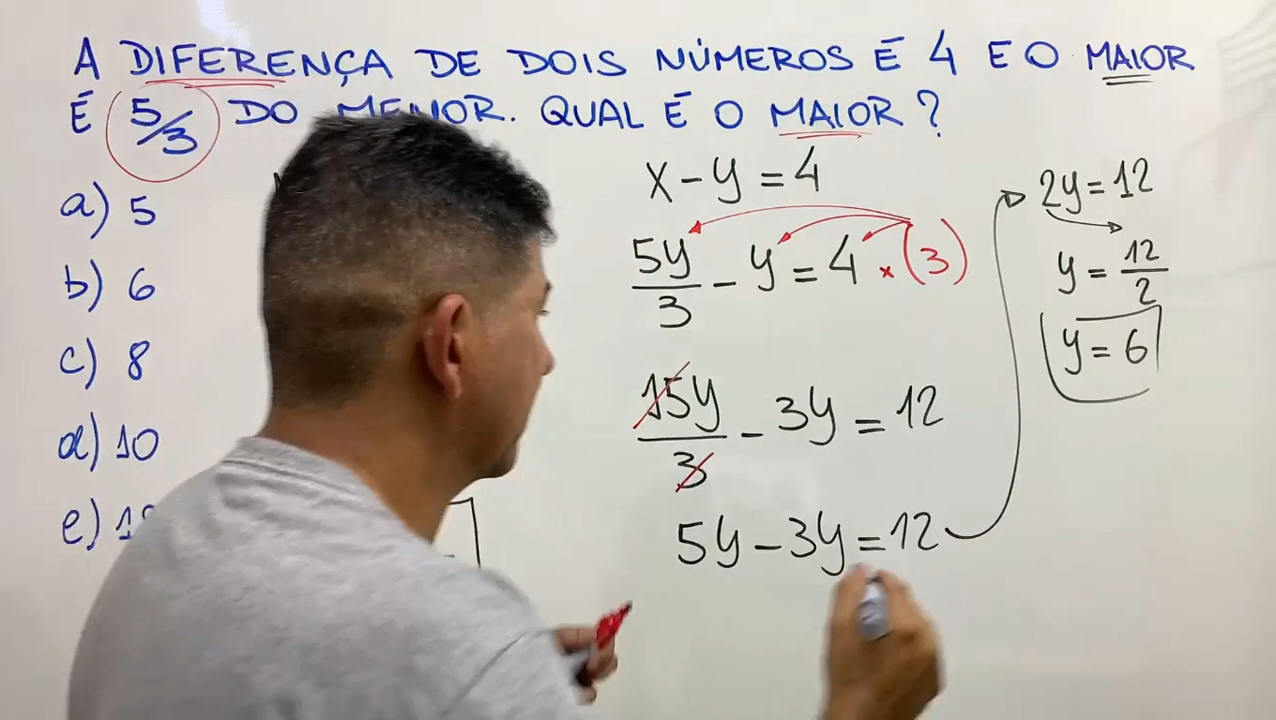 A DIFERENÇA DE DOIS NÚMEROS É 4 E O MAIOR
É 5/3 DO MENOR. QUAL É O MAIOR?
a) 5
b) 6
c) 8
d) 10
e)
x - y = 4
5y/3 - y = 4 × (3)
15y/3 - 3y = 12
5y - 3y = 12
2y = 12
y = 12/2
y = 6